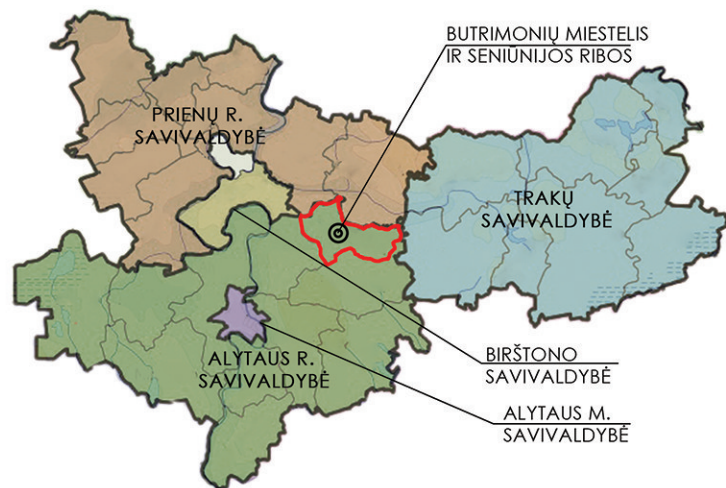 BUTRIMONIŲ MIESTELIS
IR SENIŪNIJOS RIBOS
PRIENŲ R.
SAVIVALDYBĖ
TRAKŲ
SAVIVALDYBĖ
ALYTAUS R.
SAVIVALDYBĖ
BIRŠTONO
SAVIVALDYBĖ
ALYTAUS M.
SAVIVALDYBĖ